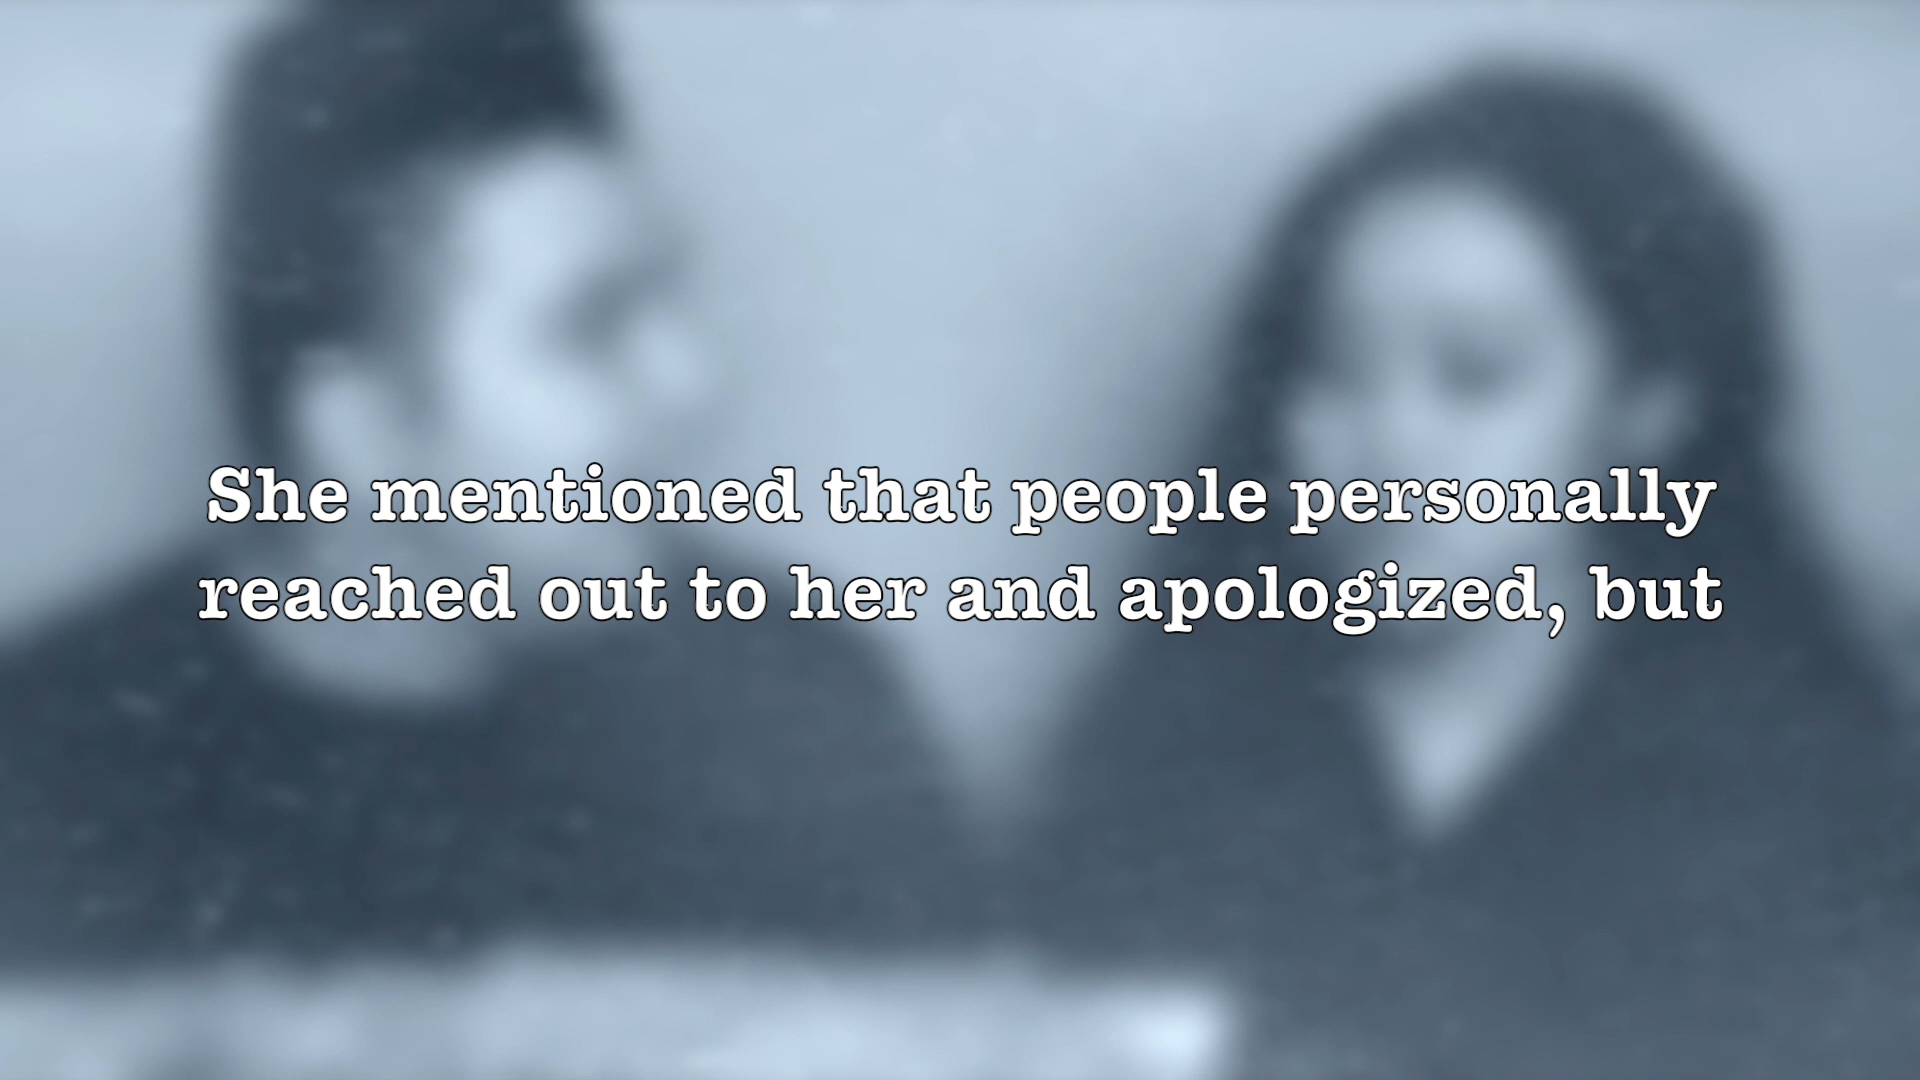 She mentioned that people personally
reached out to her and apologized, but